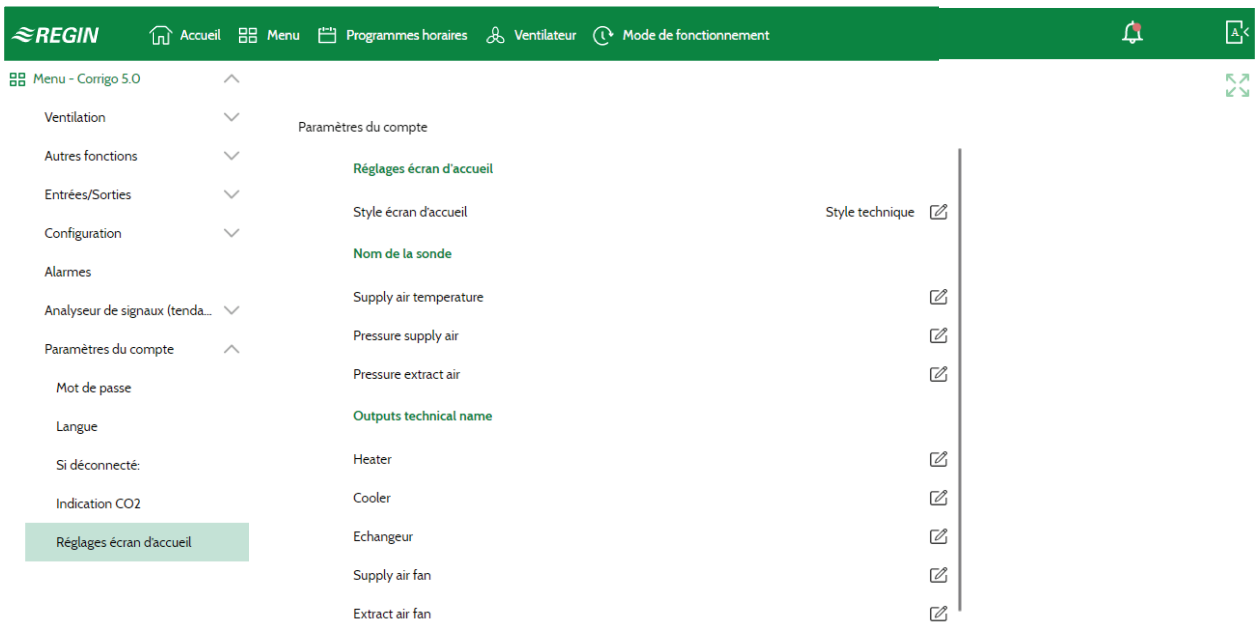 REGIN Accueil Menu Programmes horaires Ventilateur Mode de fonctionnement A
Menu - Corrigo 5.0
Ventilation
Autres fonctions
Entrées/Sorties
Configuration
Alarmes
Analyseur de signaux (tenda...
Paramètres du compte
Mot de passe
Langue
Si déconnecté:
Indication CO2
Réglages écran d'accueil
Paramètres du compte
Réglages écran d'accueil
Style écran d'accueil Style technique
Nom de la sonde
Supply air temperature
Pressure supply air
Pressure extract air
Outputs technical name
Heater
Cooler
Echangeur
Supply air fan
Extract air fan